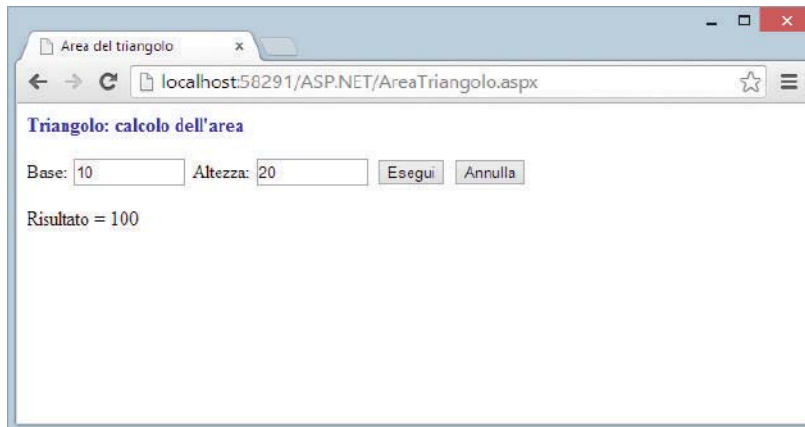 Area del triangolo
localhost:58291/ASP.NET/AreaTriangolo.aspx
Triangolo: calcolo dell'area
Base: 10 Altezza: 20 Esegui Annulla
Risultato = 100